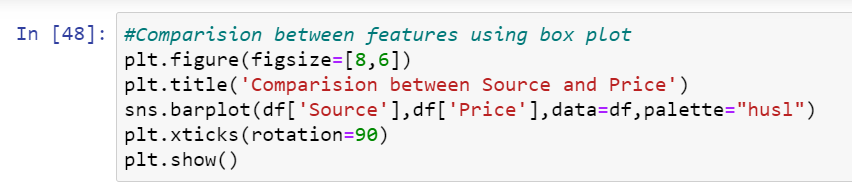 In [48]: #Comparision between features using box plot
plt.figure(figsize=[8,6])
plt.title('Comparision between Source and Price')
sns.barplot(df['Source'],df['Price'],data=df,palette="husl")
plt.xticks(rotation=90)
plt.show()